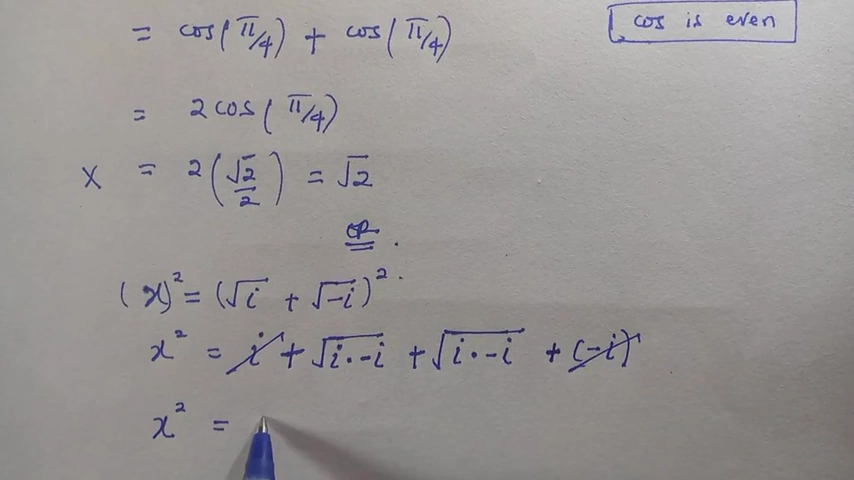 = cos(π/4) + cos(π/4)
cos is even
= 2 cos(π/4)
x = 2(√2/2) = √2
OR.
(x)² = (√i + √-i)².
x² = i + √i·-i + √i·-i + (-i)
x² =